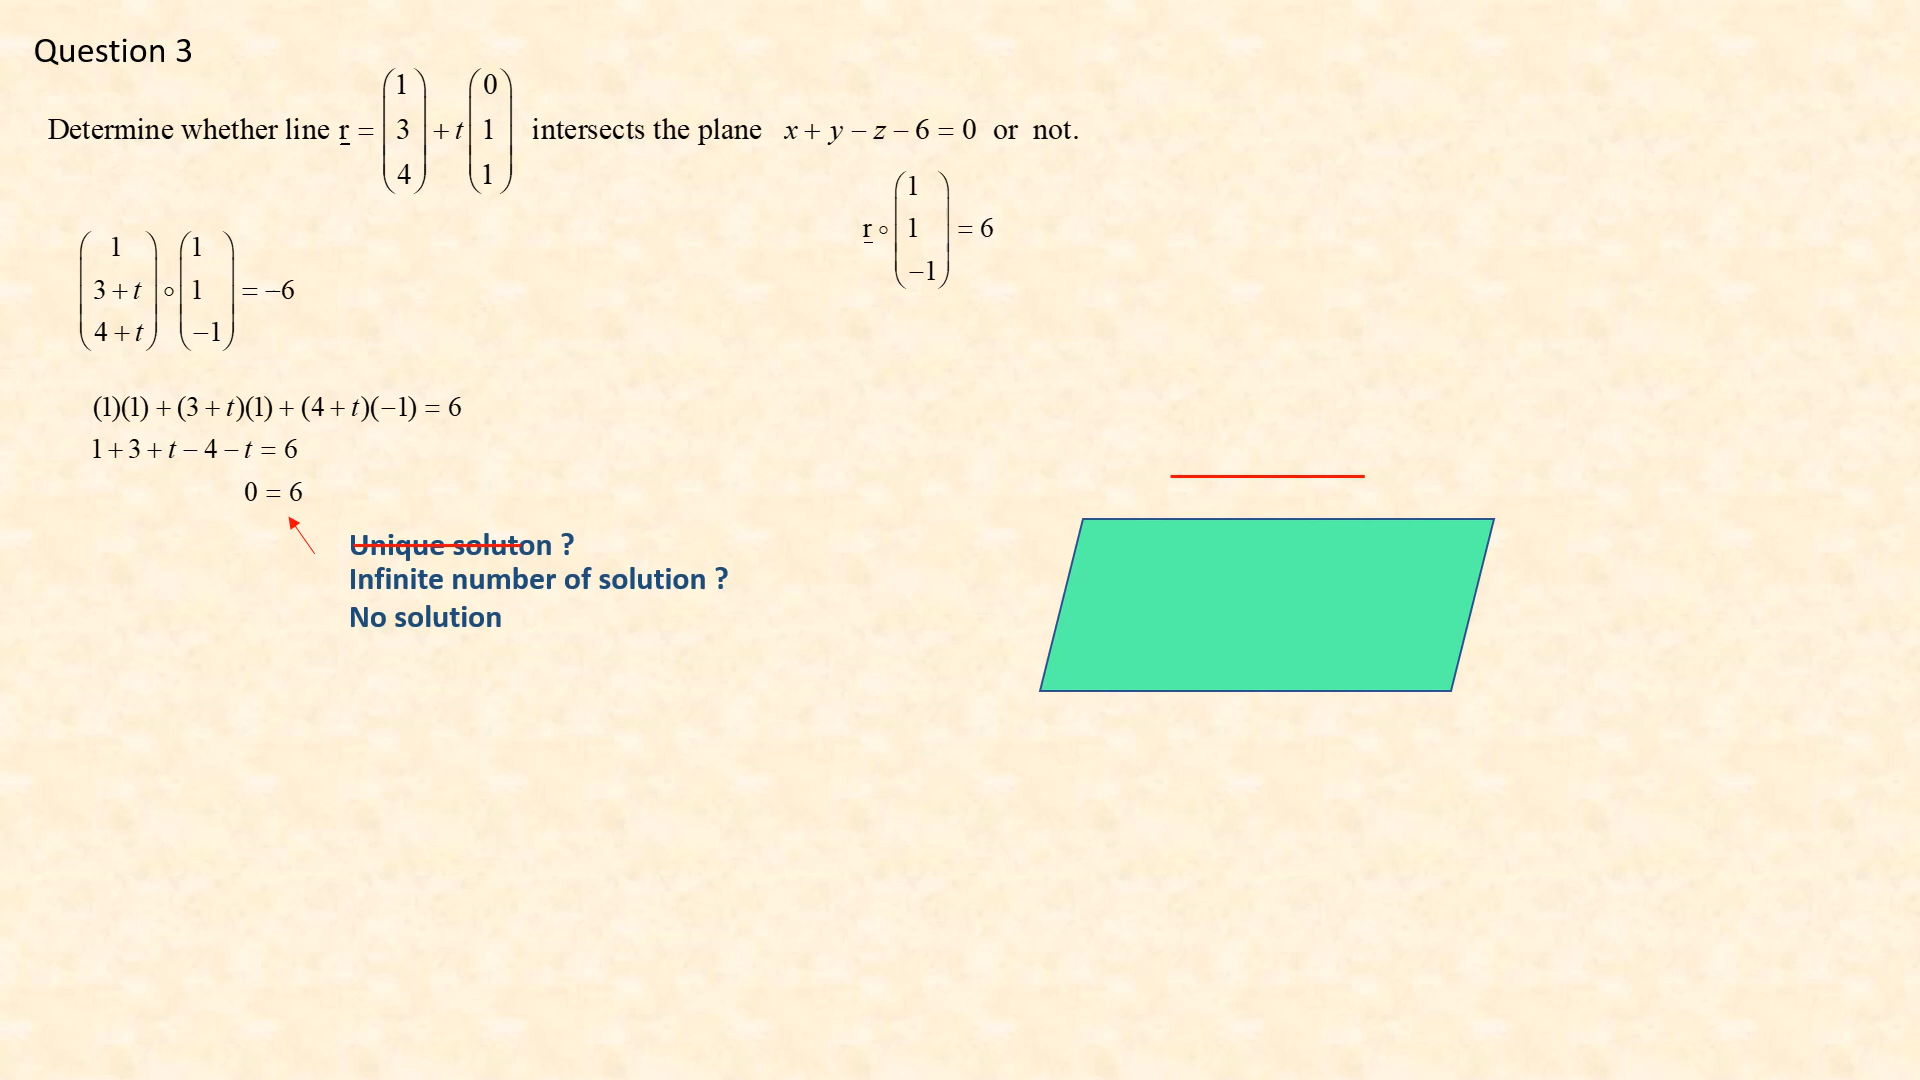 Question 3
Determine whether line r = (1 3 4) + t (0 1 1) intersects the plane x + y − z − 6 = 0 or not.
r ∘ (1 1 −1) = 6
(1 3 + t 4 + t) ∘ (1 1 −1) = −6
(1)(1) + (3 + t)(1) + (4 + t)(−1) = 6
1 + 3 + t − 4 − t = 6
0 = 6
Unique soluton ?
Infinite number of solution ?
No solution